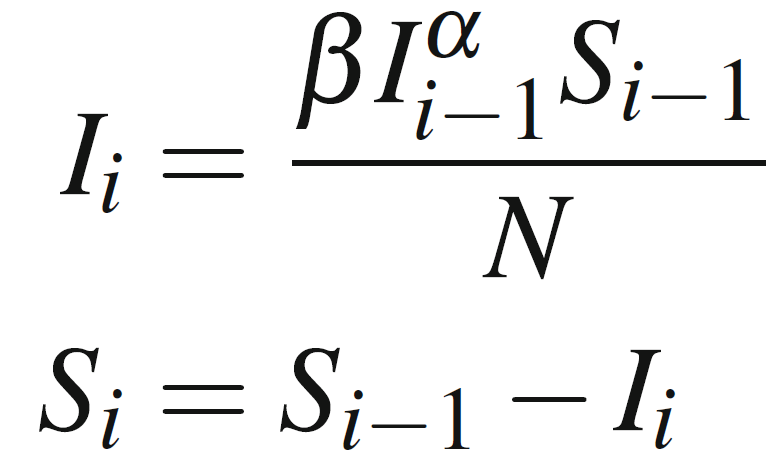 I_i = \frac{\beta I_{i-1}^{\alpha} S_{i-1}}{N}
S_i = S_{i-1} - I_i